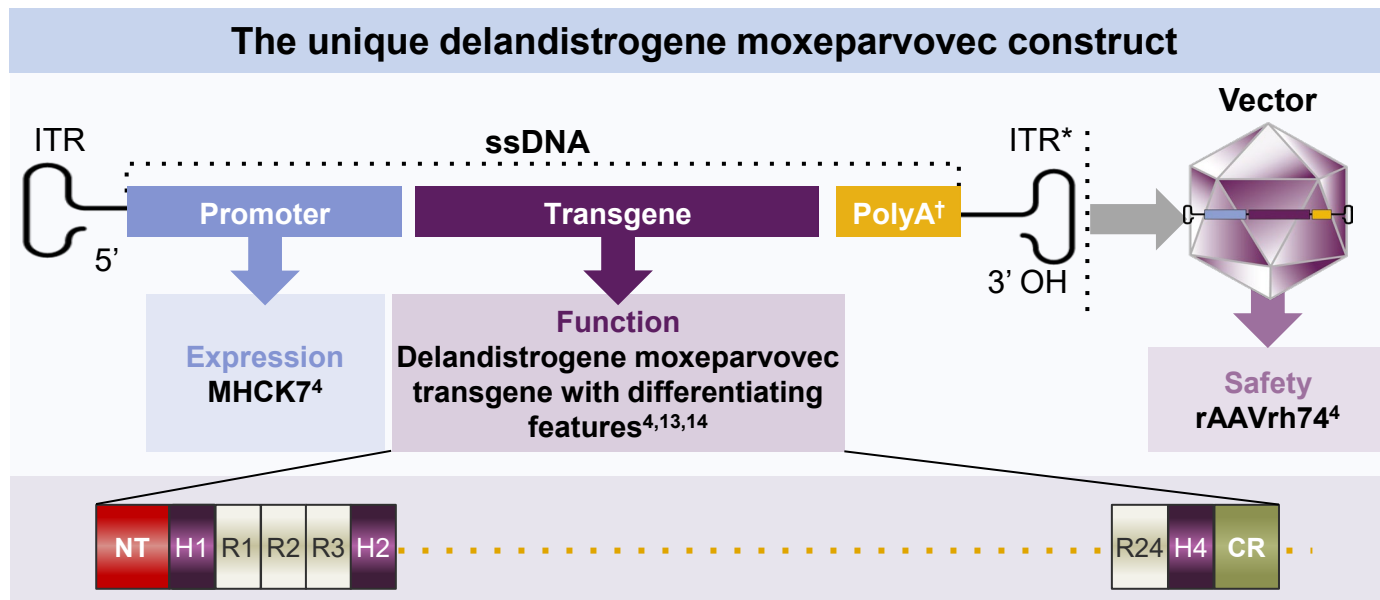 The unique delandistrogene moxeparvovec construct
Vector
ITR
ssDNA
ITR*
Promoter
Transgene
PolyA†
5’
3’ OH
Expression
MHCK7⁴
Function
Delandistrogene moxeparvovec
transgene with differentiating
features⁴,¹³,¹⁴
Safety
rAAVrh74⁴
NT H1 R1 R2 R3 H2 R24 H4 CR